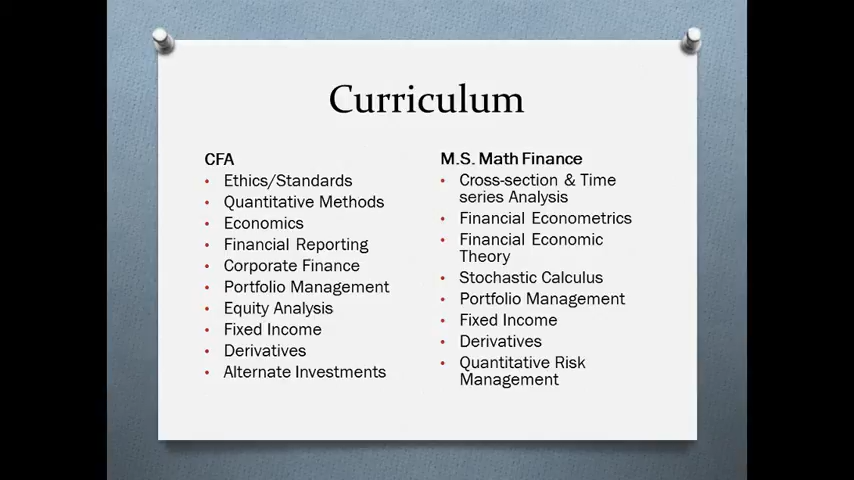 Curriculum
CFA
• Ethics/Standards
• Quantitative Methods
• Economics
• Financial Reporting
• Corporate Finance
• Portfolio Management
• Equity Analysis
• Fixed Income
• Derivatives
• Alternate Investments
M.S. Math Finance
• Cross-section & Time
series Analysis
• Financial Econometrics
• Financial Economic
Theory
• Stochastic Calculus
• Portfolio Management
• Fixed Income
• Derivatives
• Quantitative Risk
Management